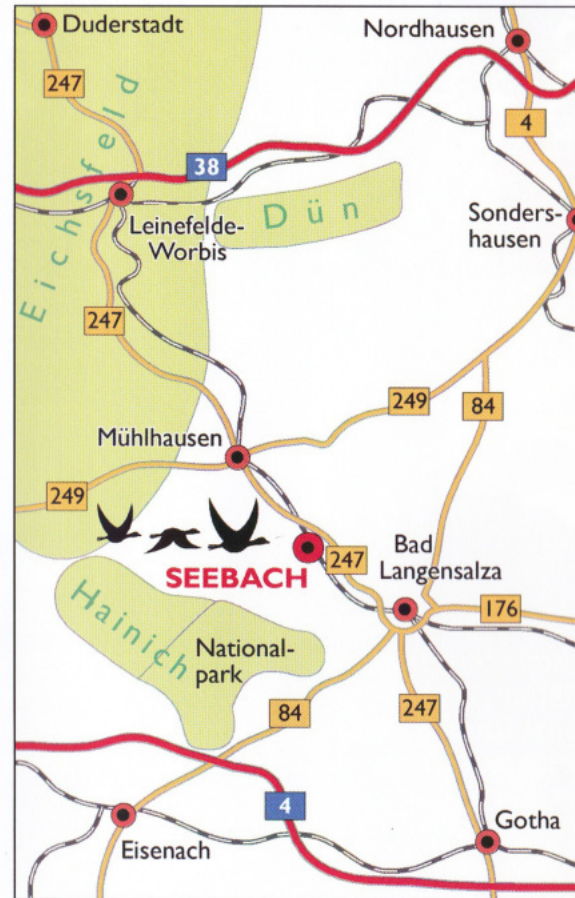 Duderstadt
Nordhausen
247
4
38
Eichsfeld
Leinefelde-
Worbis
Dün
Sonders-
hausen
247
249
84
Mühlhausen
249
SEEBACH
247
Bad
Langensalza
176
Hainich
National-
park
84
247
4
Eisenach
Gotha